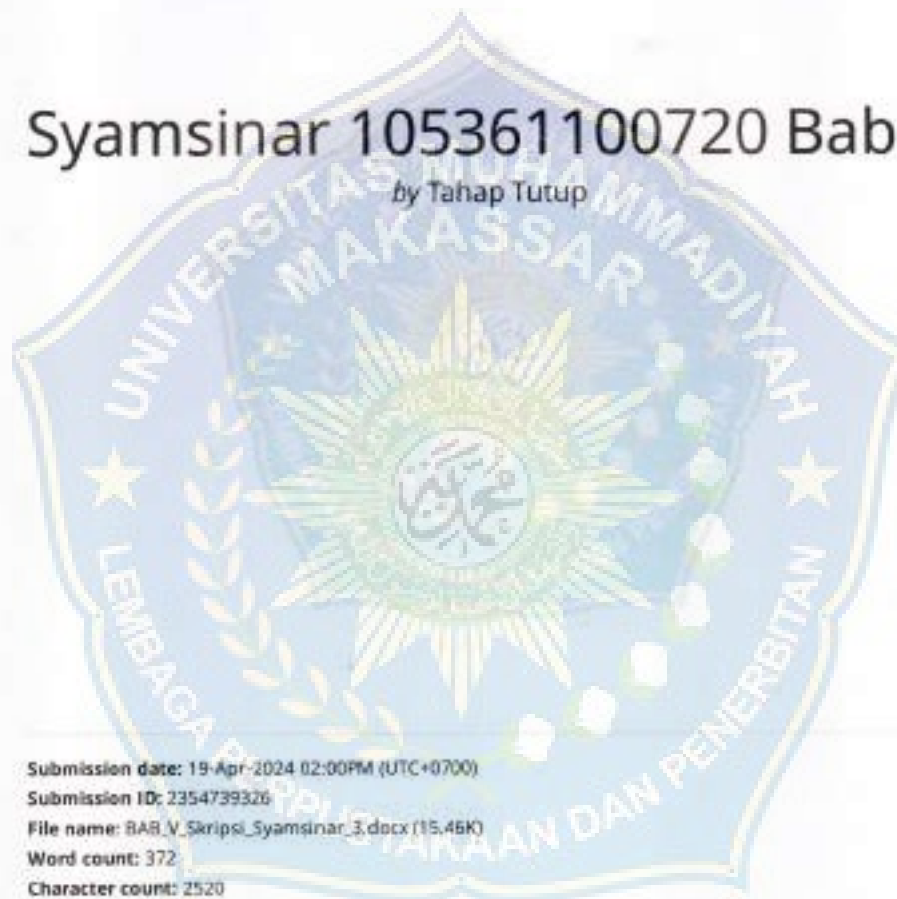 Syamsinar 105361100720 Bab
by Tahap Tutup
UNIVERSITAS MUHAMMADIYAH
MAKASSAR
LEMBAGA PERPUSTAKAAN DAN PENERBITAN
Submission date: 19-Apr-2024 02:00PM (UTC+0700)
Submission ID: 2354739326
File name: BAB_V_Skripsi_Syamsinar_3.docx (15.46K)
Word count: 372
Character count: 2520